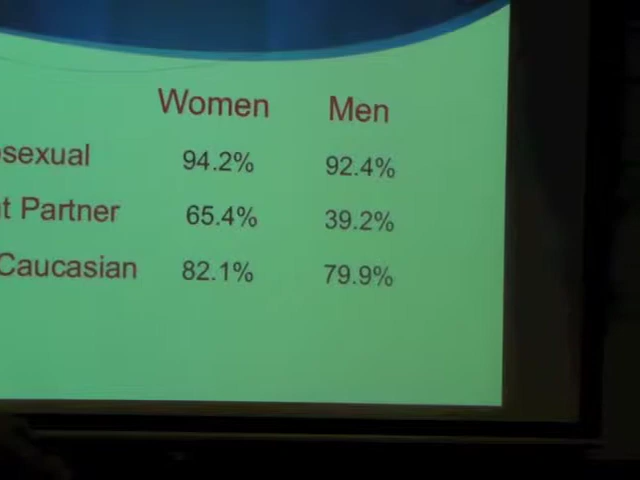 Women Men
osexual 94.2% 92.4%
t Partner 65.4% 39.2%
Caucasian 82.1% 79.9%